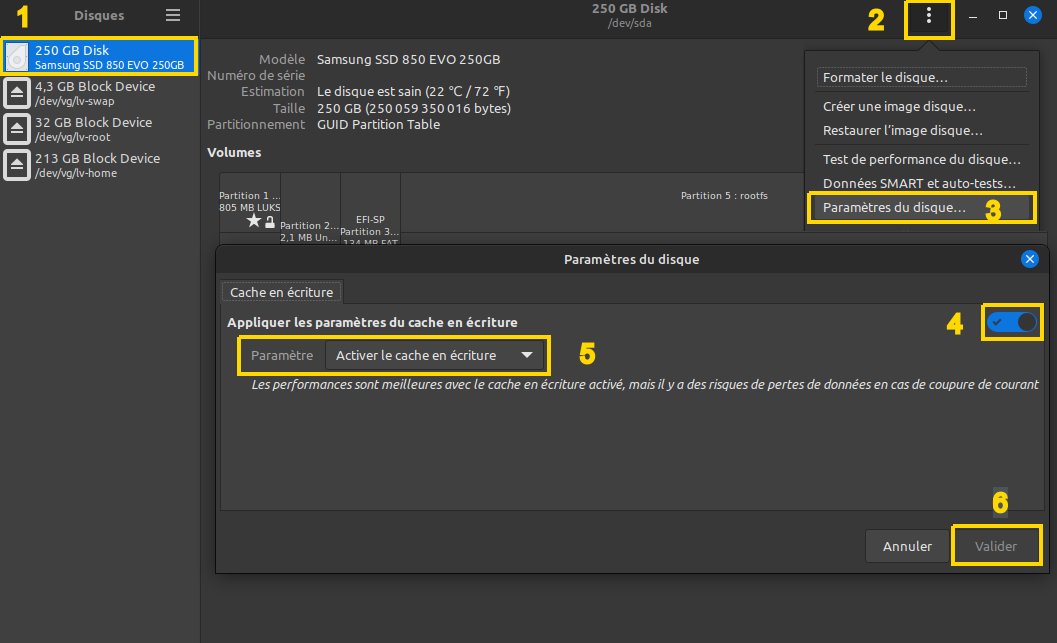 1
Disques
250 GB Disk
/dev/sda
2
250 GB Disk
Samsung SSD 850 EVO 250GB
4,3 GB Block Device
/dev/vg/lv-swap
32 GB Block Device
/dev/vg/lv-root
213 GB Block Device
/dev/vg/lv-home
Modèle Samsung SSD 850 EVO 250GB
Numéro de série
Estimation Le disque est sain (22 °C / 72 °F)
Taille 250 GB (250 059 350 016 bytes)
Partitionnement GUID Partition Table
Volumes
Partition 1 ...
805 MB LUKS
Partition 2...
2,1 MB Un...
EFI-SP
Partition 3...
134 MB FAT
Partition 5 : rootfs
Formater le disque…
Créer une image disque…
Restaurer l’image disque…
Test de performance du disque…
Données SMART et auto-tests…
Paramètres du disque…
3
Paramètres du disque
Cache en écriture
Appliquer les paramètres du cache en écriture
4
Paramètre Activer le cache en écriture
5
Les performances sont meilleures avec le cache en écriture activé, mais il y a des risques de pertes de données en cas de coupure de courant
6
Annuler
Valider